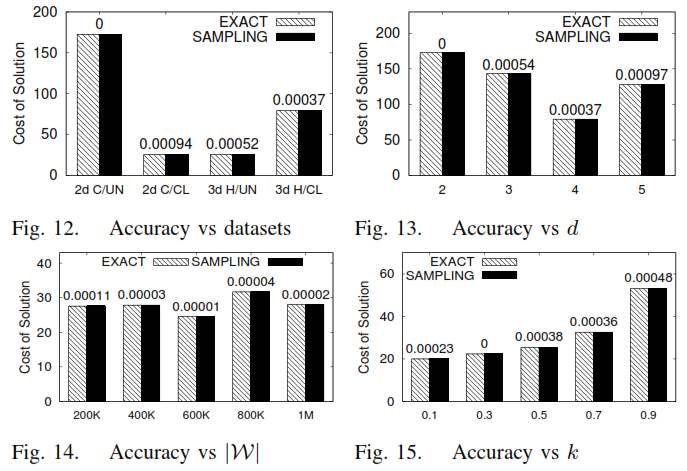 EXACT
SAMPLING
Cost of Solution
200
150
100
50
0
0
0.00094
0.00052
0.00037
2d C/UN 2d C/CL 3d H/UN 3d H/CL
Fig. 12. Accuracy vs datasets
EXACT
SAMPLING
Cost of Solution
200
150
100
50
0
0
0.00054
0.00037
0.00097
2 3 4 5
Fig. 13. Accuracy vs d
EXACT SAMPLING
Cost of Solution
40
30
20
10
0
0.00011 0.00003 0.00001 0.00004 0.00002
200K 400K 600K 800K 1M
Fig. 14. Accuracy vs |𝒲|
EXACT
SAMPLING
Cost of Solution
60
40
20
0
0.00023 0 0.00038 0.00036 0.00048
0.1 0.3 0.5 0.7 0.9
Fig. 15. Accuracy vs k